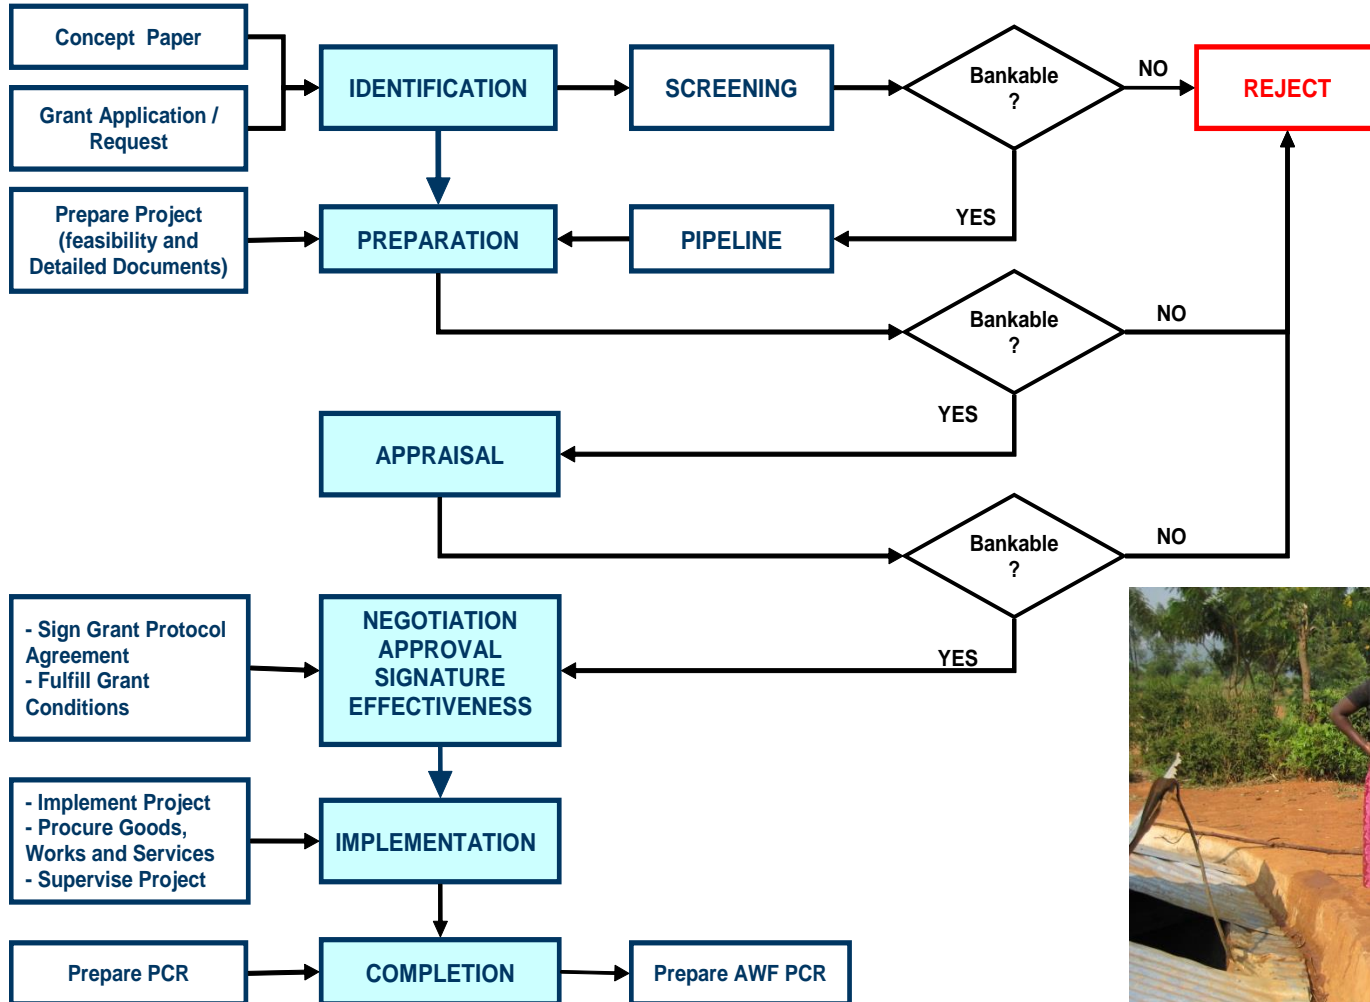 Concept Paper
Grant Application /
Request
IDENTIFICATION
SCREENING
Bankable
?
NO
REJECT
YES
Prepare Project
(feasibility and
Detailed Documents)
PREPARATION
PIPELINE
Bankable
?
NO
YES
APPRAISAL
Bankable
?
NO
YES
- Sign Grant Protocol
Agreement
- Fulfill Grant
Conditions
NEGOTIATION
APPROVAL
SIGNATURE
EFFECTIVENESS
- Implement Project
- Procure Goods,
Works and Services
- Supervise Project
IMPLEMENTATION
Prepare PCR
COMPLETION
Prepare AWF PCR